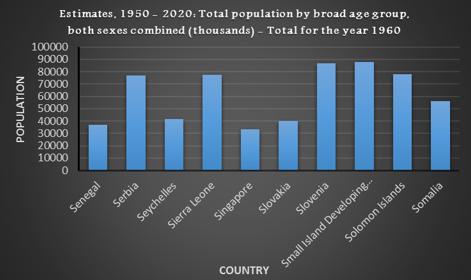 Estimates, 1950 – 2020: Total population by broad age group,
both sexes combined (thousands) – Total for the year 1960
POPULATION
100000
90000
80000
70000
60000
50000
40000
30000
20000
10000
0
Senegal
Serbia
Seychelles
Sierra Leone
Singapore
Slovakia
Slovenia
Small Island Developing…
Solomon Islands
Somalia
COUNTRY